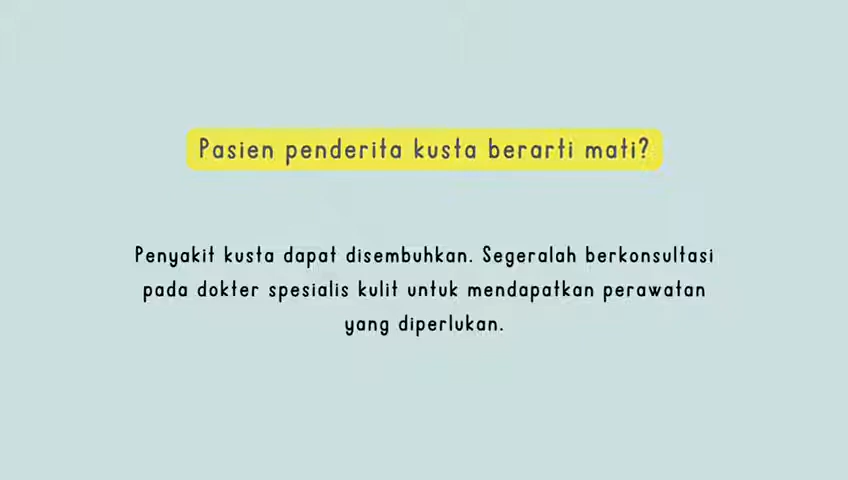 Pasien penderita kusta berarti mati?
Penyakit kusta dapat disembuhkan. Segeralah berkonsultasi
pada dokter spesialis kulit untuk mendapatkan perawatan
yang diperlukan.